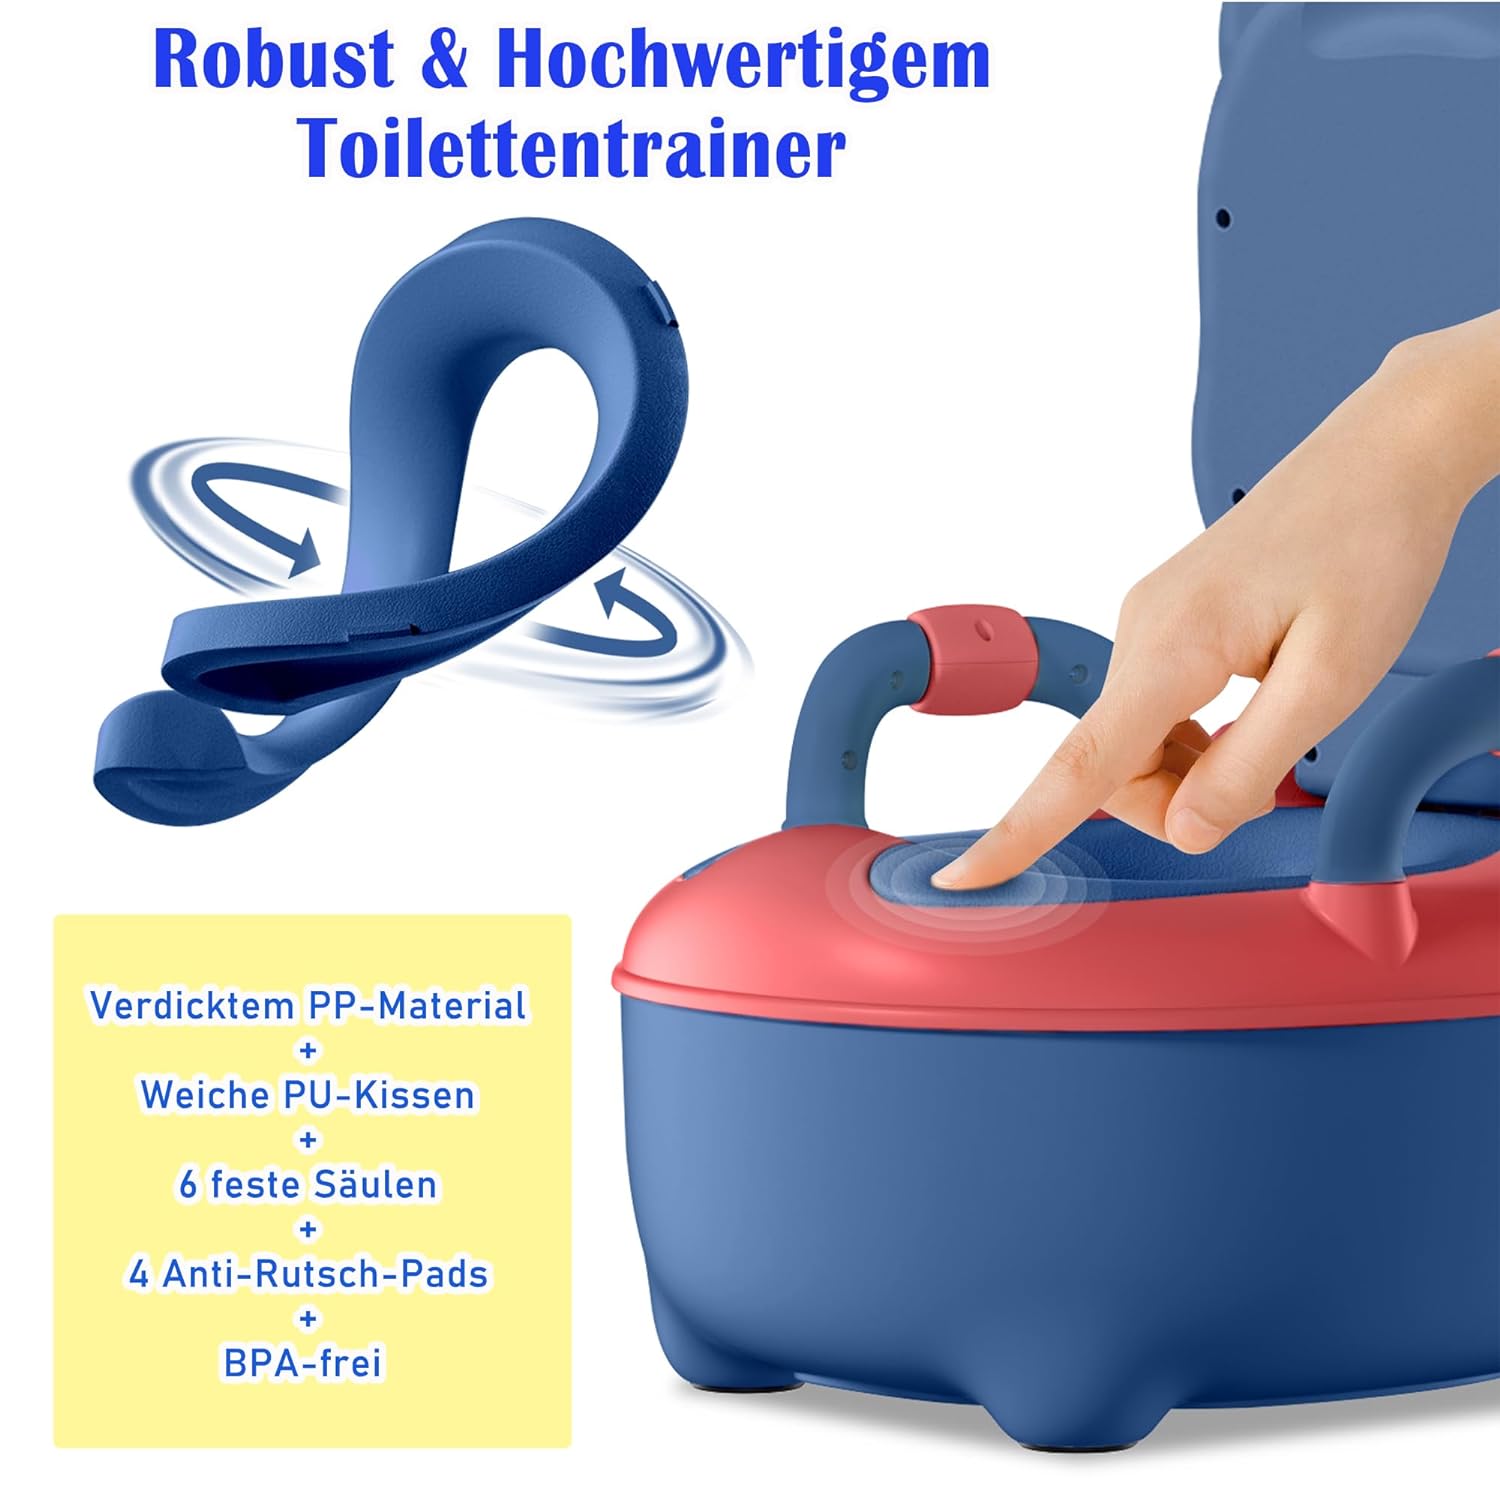 Robust & Hochwertigem
Toilettentrainer
Verdicktem PP-Material
+
Weiche PU-Kissen
+
6 feste Säulen
+
4 Anti-Rutsch-Pads
+
BPA-frei